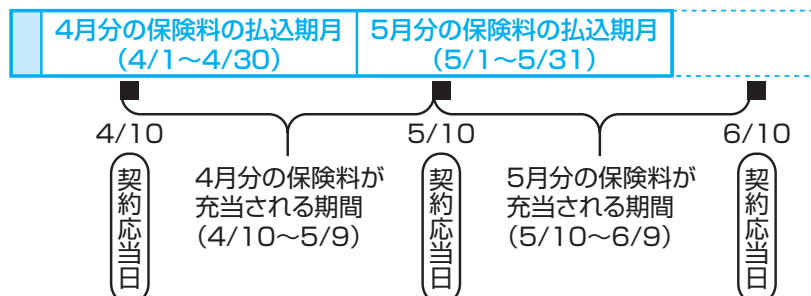 4月分の保険料の払込期月
（4/1～4/30）
5月分の保険料の払込期月
（5/1～5/31）
4/10
5/10
6/10
契約応当日
4月分の保険料が
充当される期間
（4/10～5/9）
契約応当日
5月分の保険料が
充当される期間
（5/10～6/9）
契約応当日